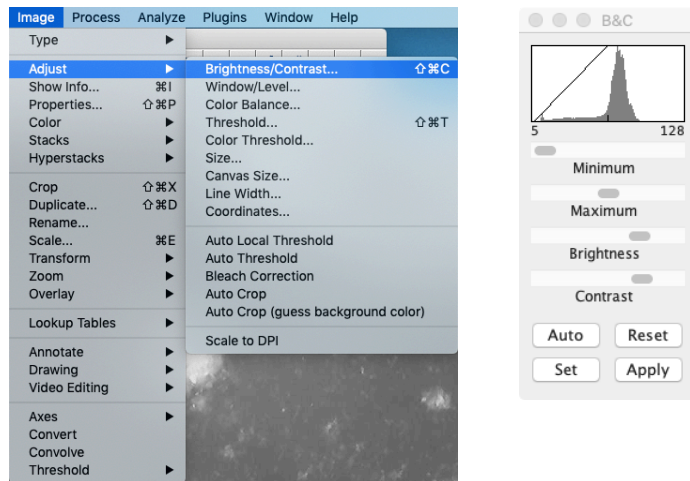 Image Process Analyze Plugins Window Help
Type
Adjust
Show Info... ⌘I
Properties... ⇧⌘P
Color
Stacks
Hyperstacks
Crop ⇧⌘X
Duplicate... ⇧⌘D
Rename...
Scale... ⌘E
Transform
Zoom
Overlay
Lookup Tables
Annotate
Drawing
Video Editing
Axes
Convert
Convolve
Threshold
Brightness/Contrast... ⇧⌘C
Window/Level...
Color Balance...
Threshold... ⇧⌘T
Color Threshold...
Size...
Canvas Size...
Line Width...
Coordinates...
Auto Local Threshold
Auto Threshold
Bleach Correction
Auto Crop
Auto Crop (guess background color)
Scale to DPI
B&C
5 128
Minimum
Maximum
Brightness
Contrast
Auto Reset
Set Apply